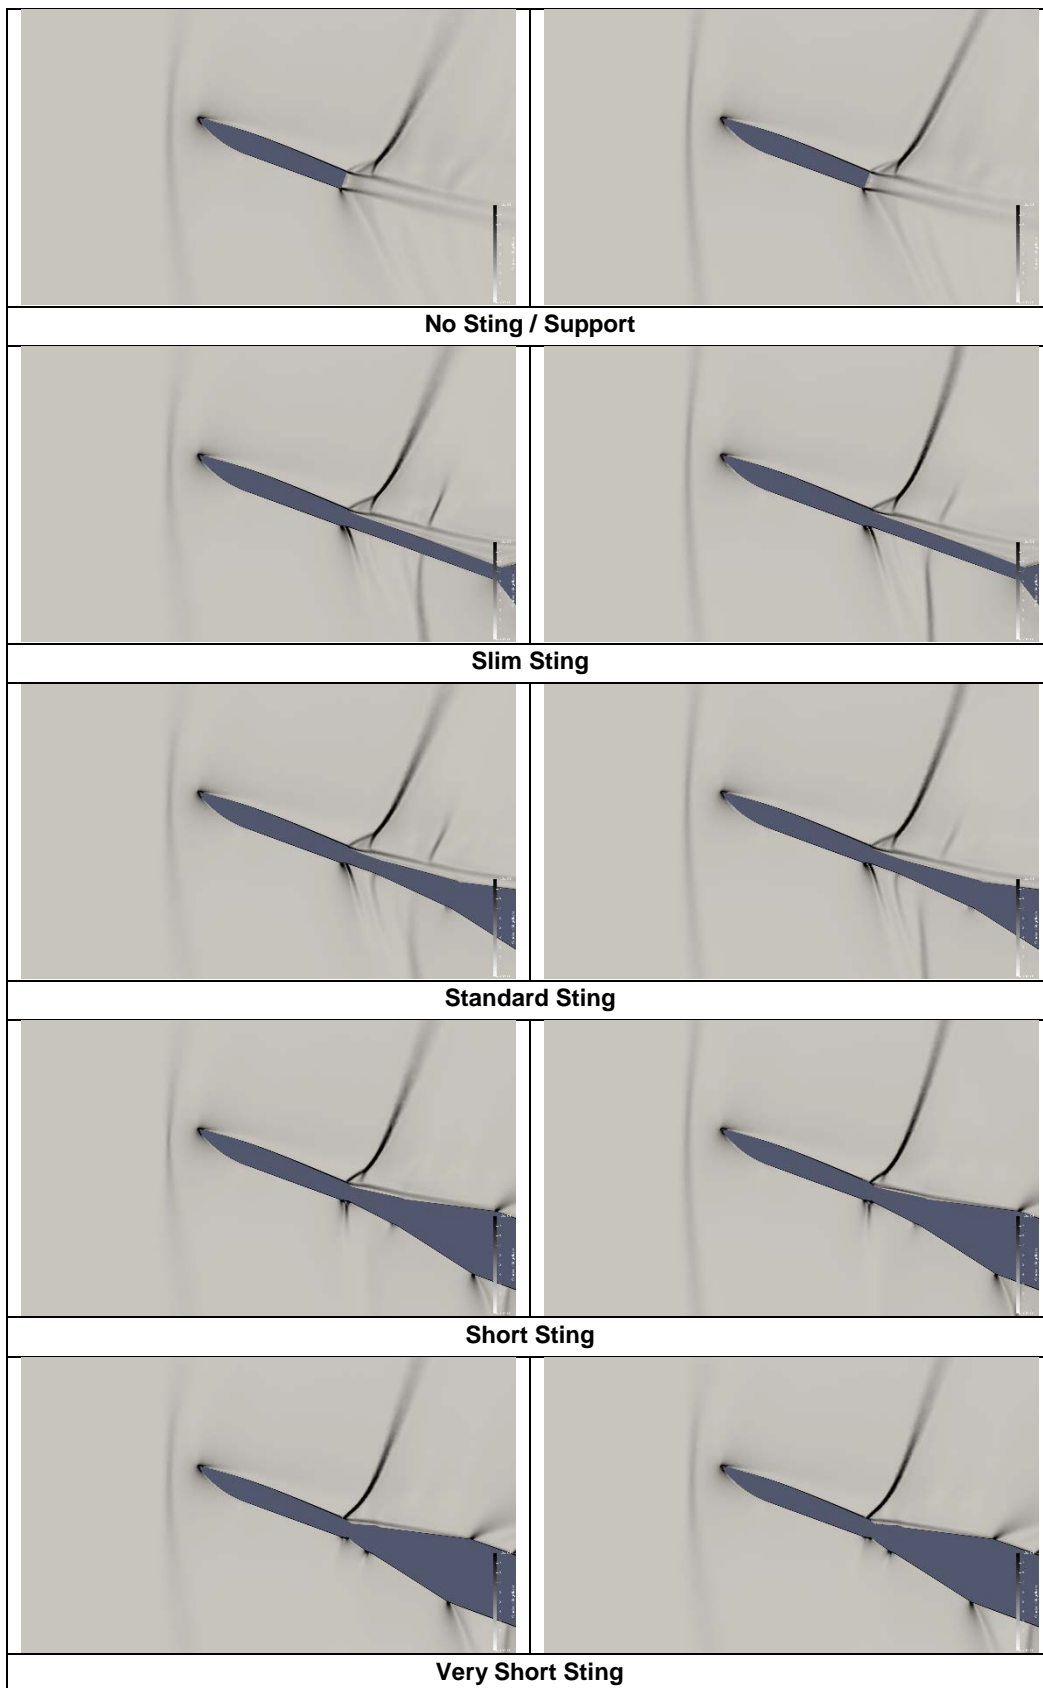 No Sting / Support
Slim Sting
Standard Sting
Short Sting
Very Short Sting